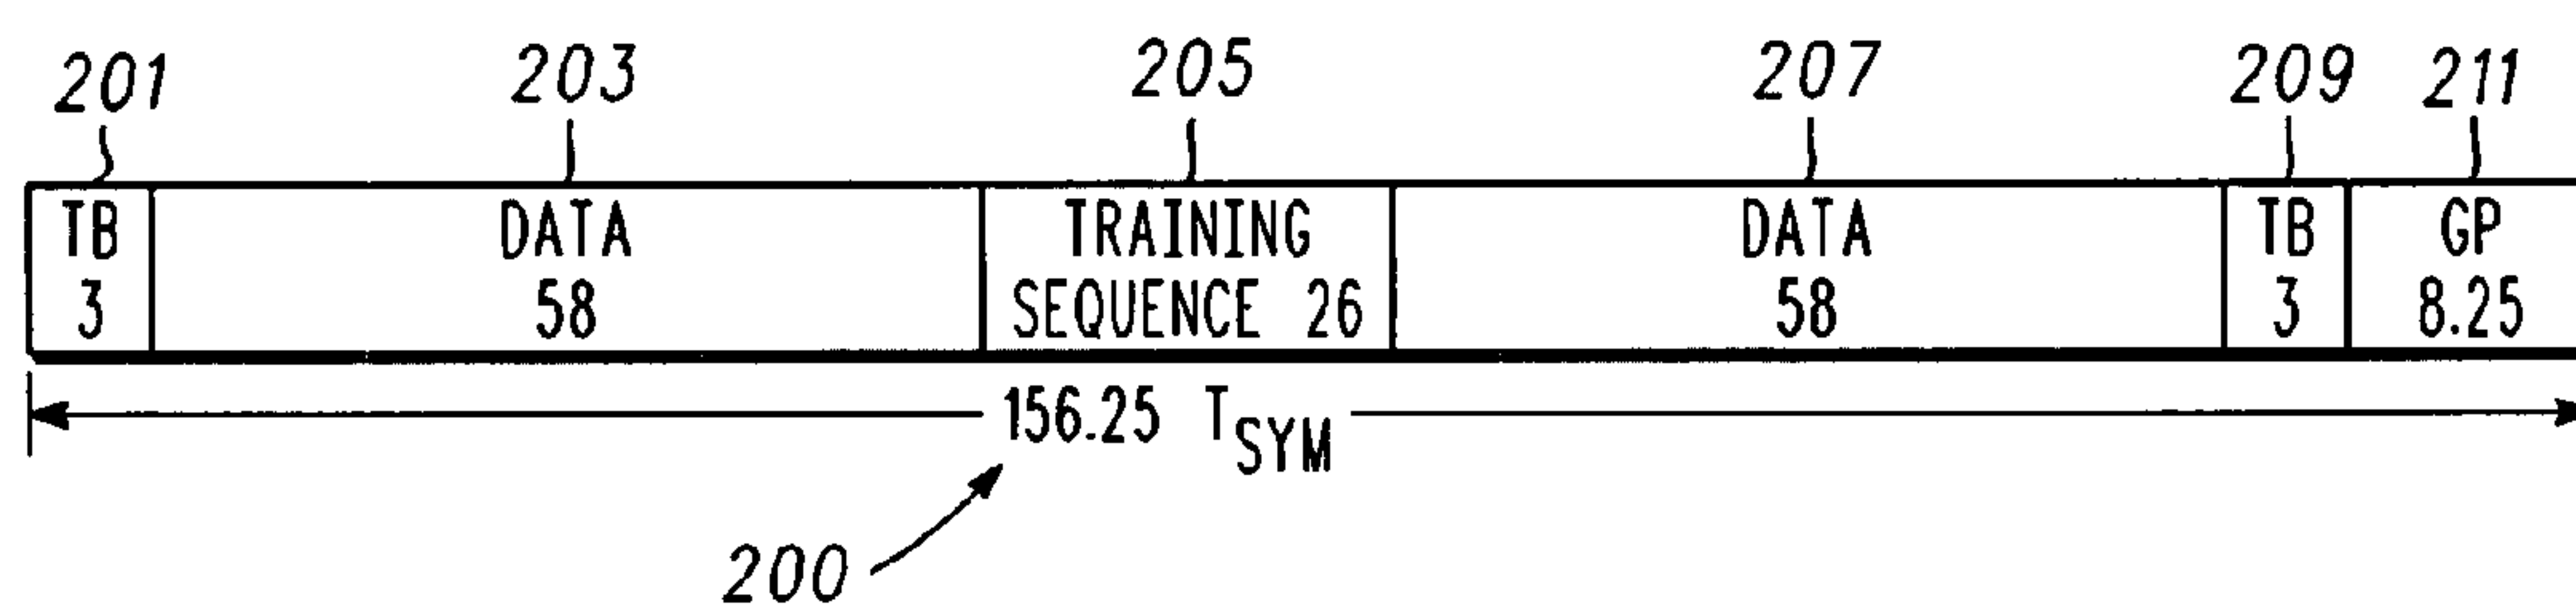 201 203 205 207 209 211
TB DATA TRAINING DATA TB GP
3 58 SEQUENCE 26 58 3 8.25
156.25 TSYM
200